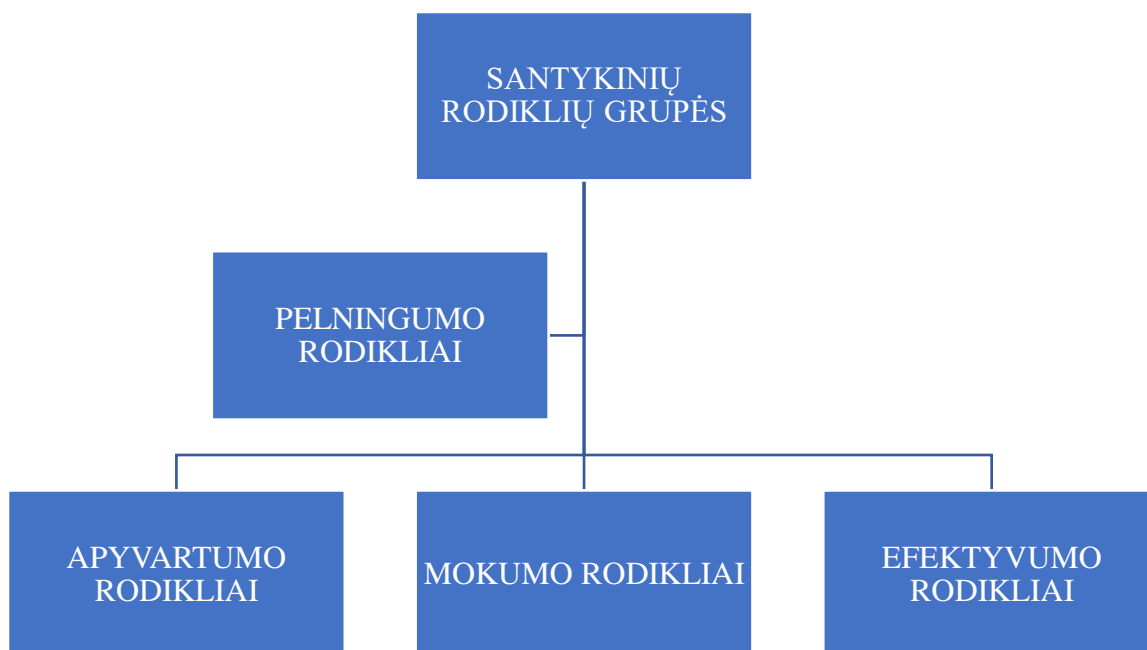 SANTYKINIŲ
RODIKLIŲ GRUPĖS
PELNINGUMO
RODIKLIAI
APYVARTUMO
RODIKLIAI
MOKUMO RODIKLIAI
EFEKTYVUMO
RODIKLIAI